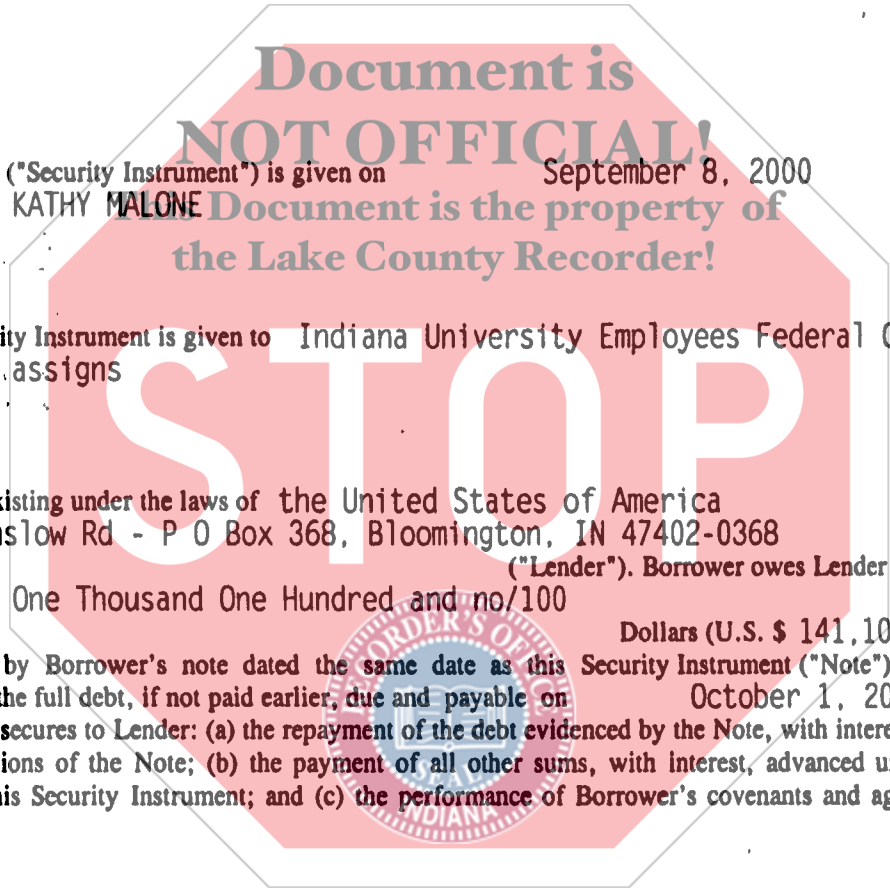 Document is
NOT OFFICIAL!
("Security Instrument") is given on September 8, 2000
KATHY MALONE
This Document is the property of
the Lake County Recorder!
ity Instrument is given to Indiana University Employees Federal C
assigns
STOP
xisting under the laws of the United States of America
nslow Rd - P O Box 368, Bloomington, IN 47402-0368
("Lender"). Borrower owes Lender
One Thousand One Hundred and no/100
Dollars (U.S. $ 141,10
by Borrower's note dated the same date as this Security Instrument ("Note")
the full debt, if not paid earlier, due and payable on October 1, 20
secures to Lender: (a) the repayment of the debt evidenced by the Note, with intere
ions of the Note; (b) the payment of all other sums, with interest, advanced u
is Security Instrument; and (c) the performance of Borrower's covenants and ag
RECORDER'S OFFICE
SEAL
INDIANA